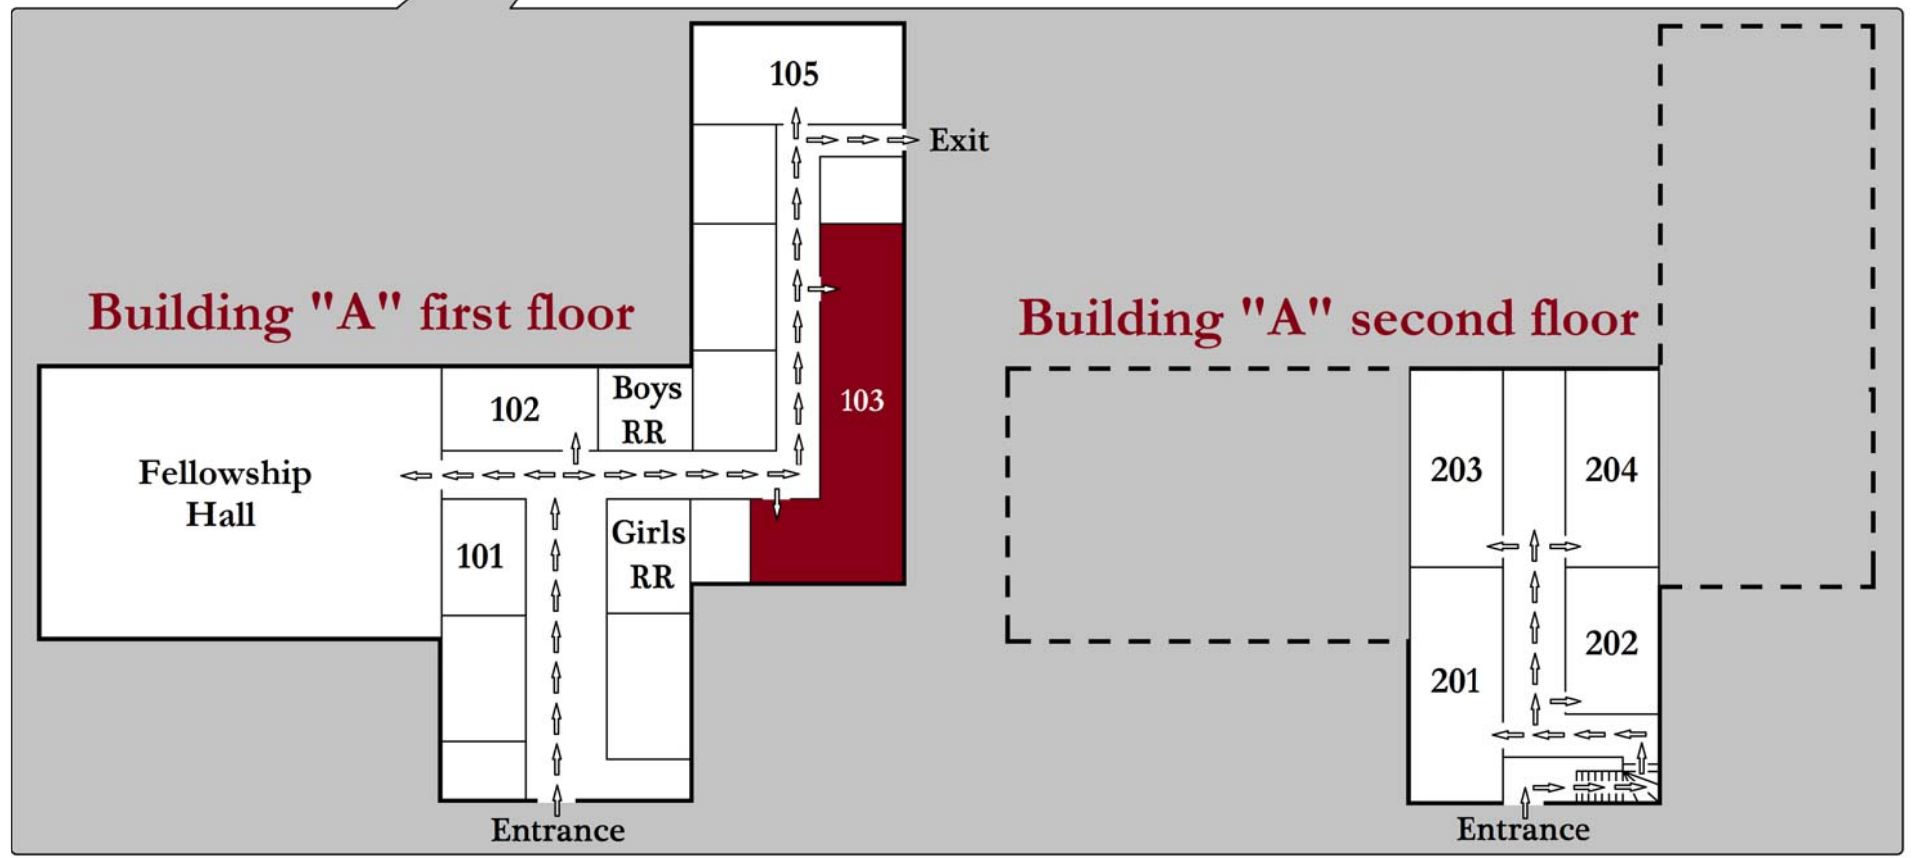 105
Exit
Building "A" first floor
Building "A" second floor
Boys
RR
102
103
Fellowship
Hall
203
204
Girls
RR
101
202
201
Entrance
Entrance